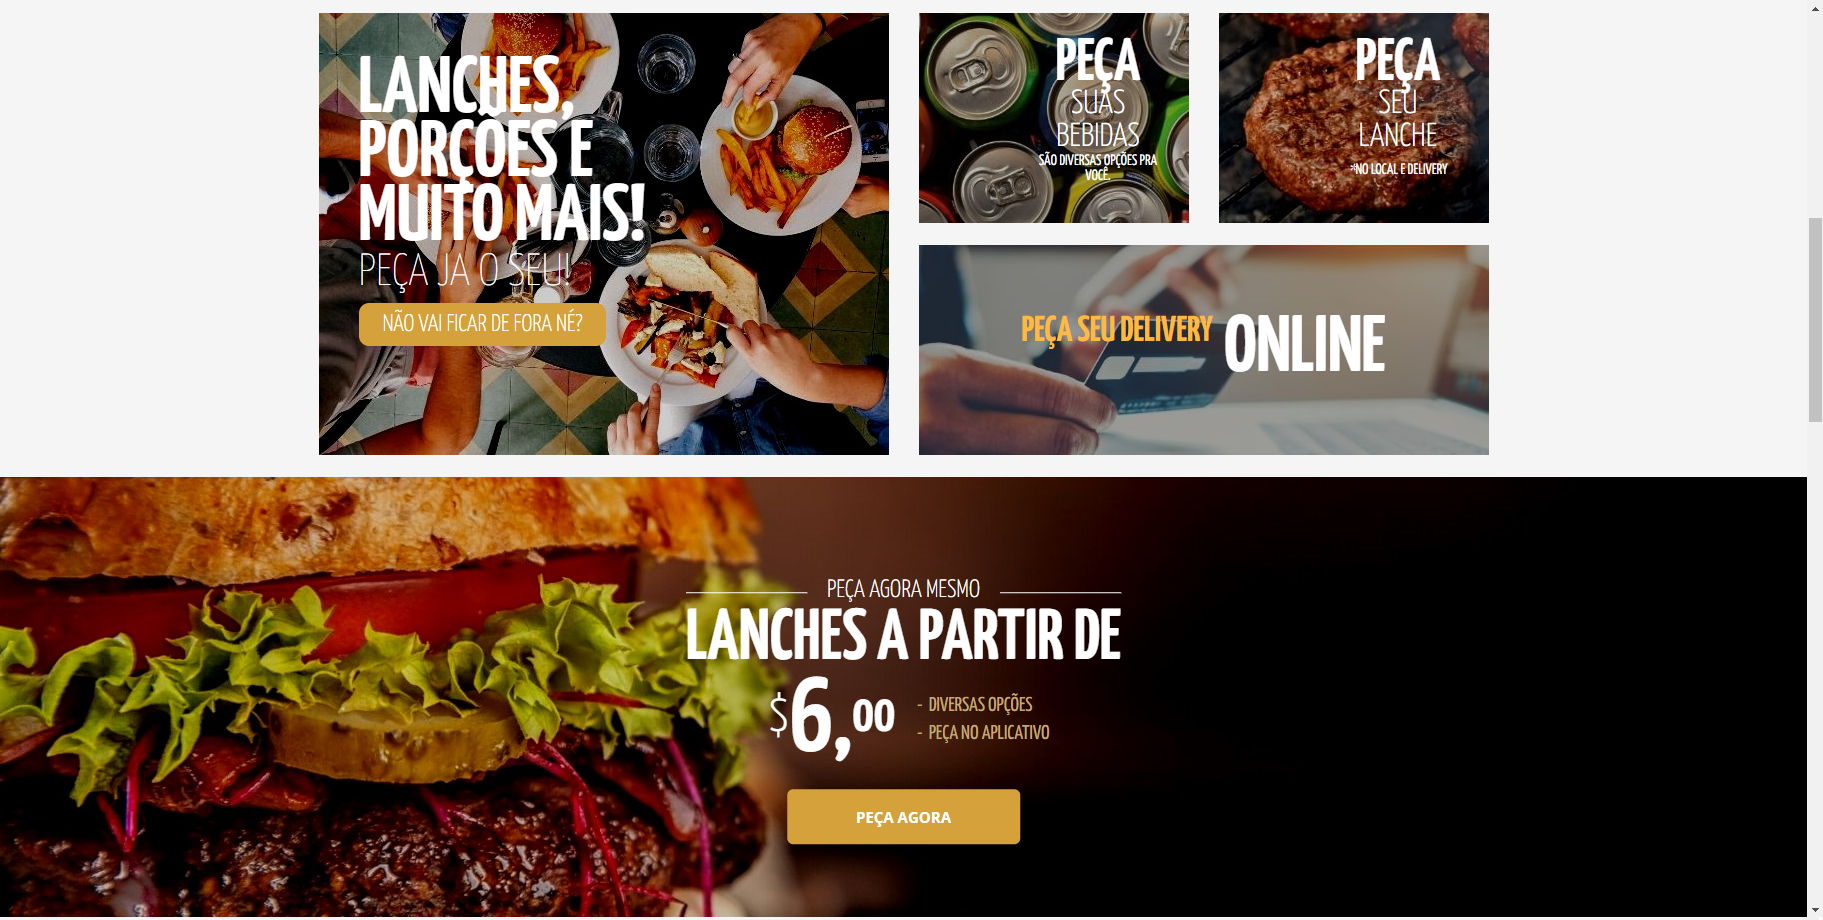 LANCHES,
PORÇÕES E
MUITO MAIS!
PEÇA JA O SEU!
NÃO VAI FICAR DE FORA NÉ?
PEÇA
SUAS
BEBIDAS
SÃO DIVERSAS OPÇÕES PRA
VOCÊ.
PEÇA
SEU
LANCHE
*NO LOCAL E DELIVERY
PEÇA SEU DELIVERY ONLINE
PEÇA AGORA MESMO
LANCHES A PARTIR DE
$6,00
- DIVERSAS OPÇÕES
- PEÇA NO APLICATIVO
PEÇA AGORA